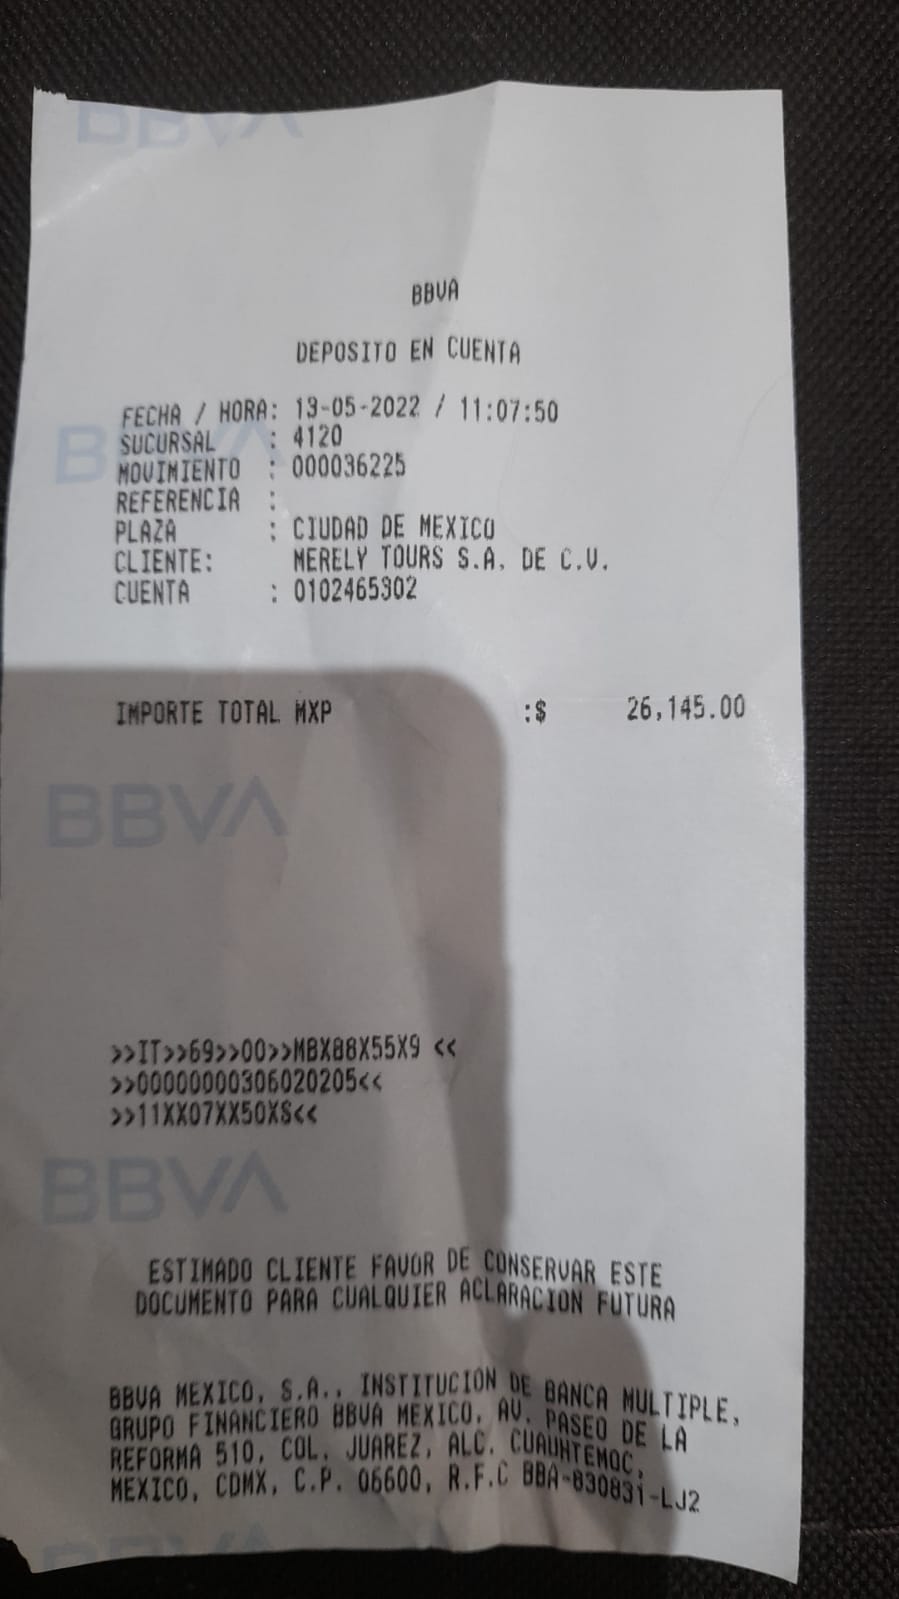 BBVA
BBVA
DEPOSITO EN CUENTA
FECHA / HORA: 13-05-2022 / 11:07:50
SUCURSAL : 4120
MOVIMIENTO : 000036225
REFERENCIA :
PLAZA : CIUDAD DE MEXICO
CLIENTE: MERELY TOURS S.A. DE C.V.
CUENTA : 0102465302
IMPORTE TOTAL MXP :$ 26,145.00
BBVA
>>IT>>69>>00>>MBX88X55X9 <<
>>00000000306020205<<
>>11XX07XX50XS<<
BBVA
ESTIMADO CLIENTE FAVOR DE CONSERVAR ESTE
DOCUMENTO PARA CUALQUIER ACLARACION FUTURA
BBVA MEXICO, S.A., INSTITUCION DE BANCA MULTIPLE,
GRUPO FINANCIERO BBVA MEXICO, AV. PASEO DE LA
REFORMA 510, COL. JUAREZ, ALC. CUAUHTEMOC,
MEXICO, CDMX, C.P. 06600, R.F.C BBA-830831-LJ2